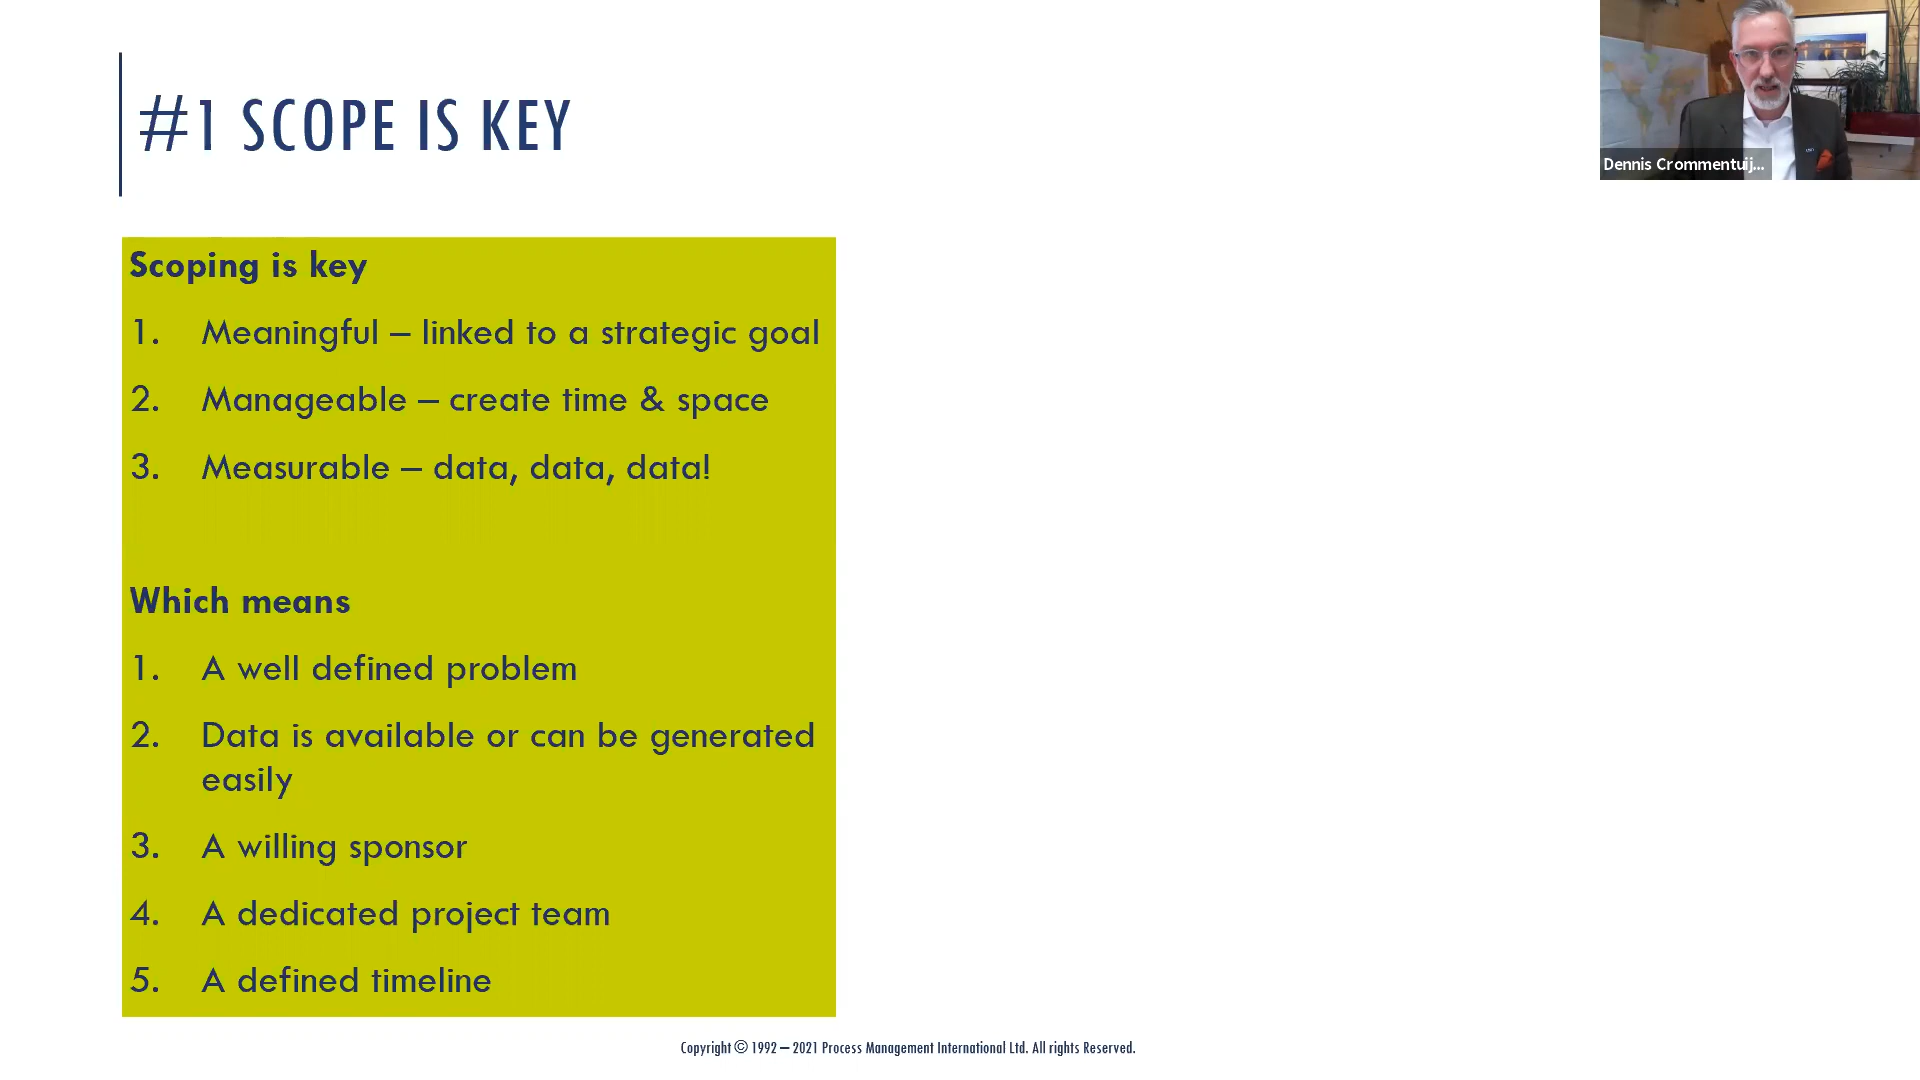 #1 SCOPE IS KEY
Dennis Crommentuij...
Scoping is key
1. Meaningful – linked to a strategic goal
2. Manageable – create time & space
3. Measurable – data, data, data!
Which means
1. A well defined problem
2. Data is available or can be generated
easily
3. A willing sponsor
4. A dedicated project team
5. A defined timeline
Copyright © 1992 – 2021 Process Management International Ltd. All rights Reserved.